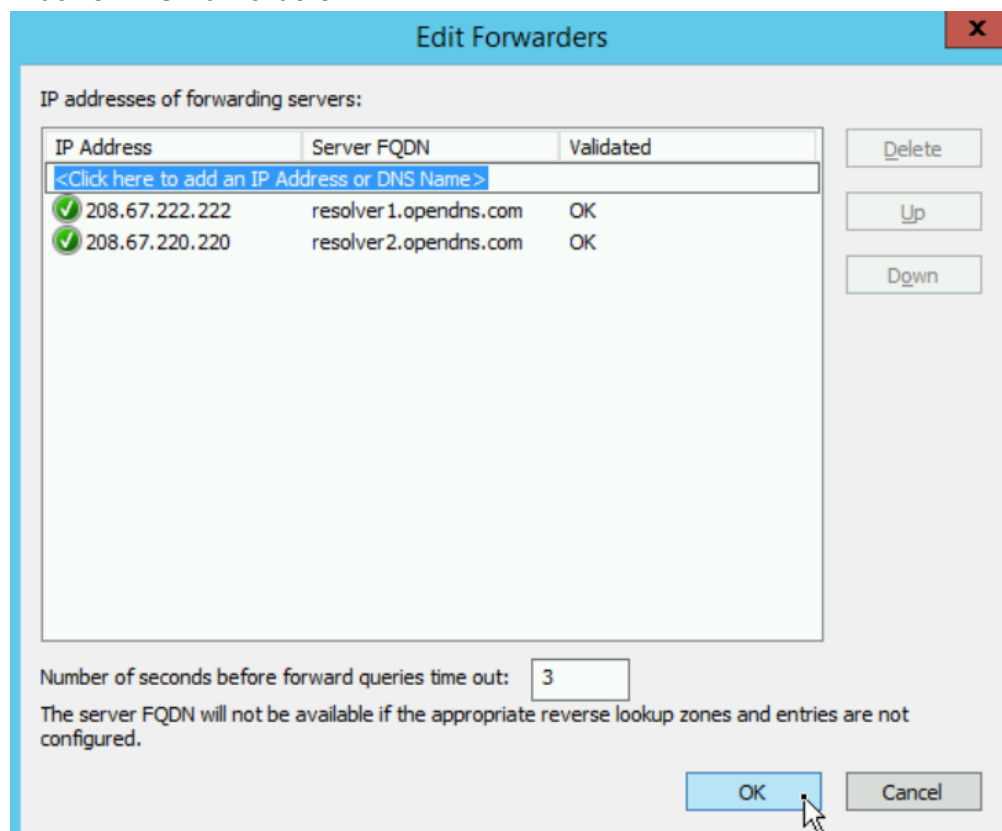 Edit Forwarders
X
IP addresses of forwarding servers:
IP Address Server FQDN Validated
<Click here to add an IP Address or DNS Name>
208.67.222.222 resolver1.opendns.com OK
208.67.220.220 resolver2.opendns.com OK
Delete
Up
Down
Number of seconds before forward queries time out: 3
The server FQDN will not be available if the appropriate reverse lookup zones and entries are not
configured.
OK Cancel